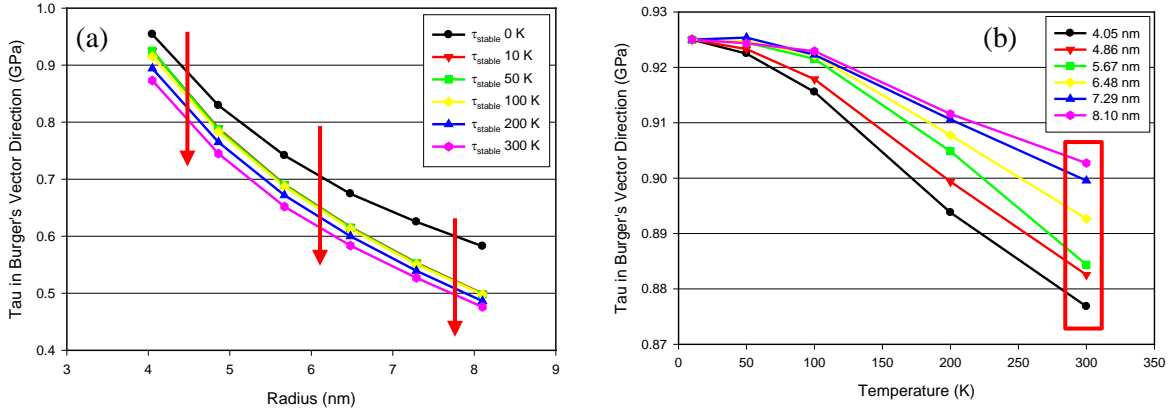 (a)
Tau in Burger's Vector Direction (GPa)
1.0
0.9
0.8
0.7
0.6
0.5
0.4
3 4 5 6 7 8 9
Radius (nm)
τstable 0 K
τstable 10 K
τstable 50 K
τstable 100 K
τstable 200 K
τstable 300 K
(b)
Tau in Burger's Vector Direction (GPa)
0.93
0.92
0.91
0.90
0.89
0.88
0.87
0 50 100 150 200 250 300 350
Temperature (K)
4.05 nm
4.86 nm
5.67 nm
6.48 nm
7.29 nm
8.10 nm